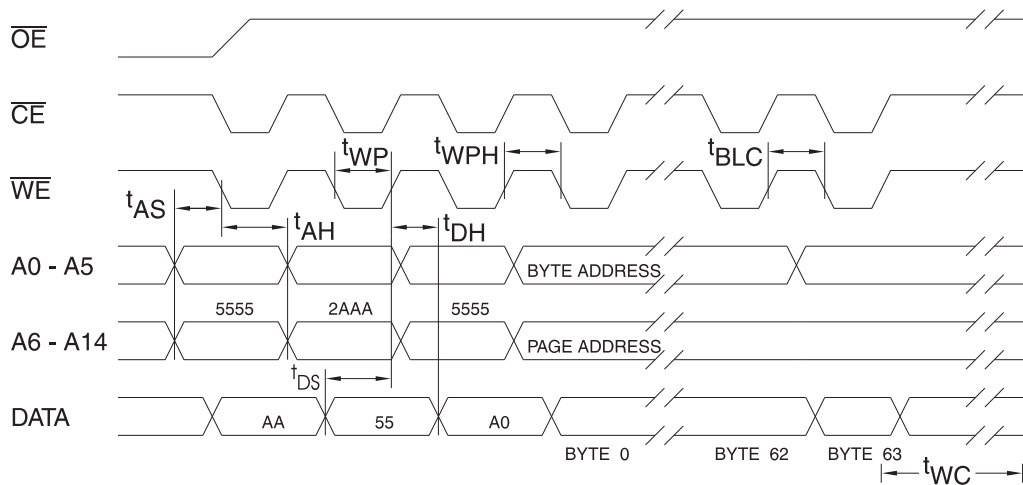 OE
CE
tWP tWPH tBLC
WE
tAS
tAH tDH
A0 - A5 BYTE ADDRESS
5555 2AAA 5555
A6 - A14 PAGE ADDRESS
tDS
DATA AA 55 A0
BYTE 0 BYTE 62 BYTE 63
tWC